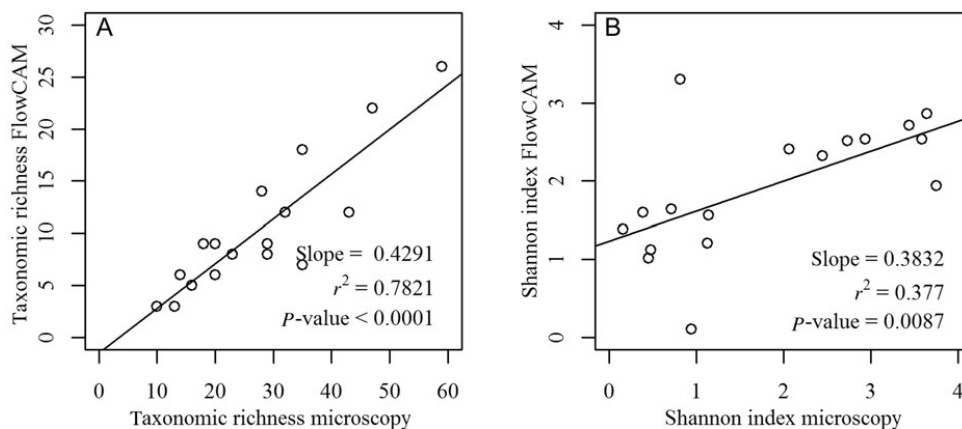 A
Taxonomic richness FlowCAM
30
25
20
15
10
5
0
Slope = 0.4291
r² = 0.7821
P-value < 0.0001
0 10 20 30 40 50 60
Taxonomic richness microscopy
B
Shannon index FlowCAM
4
3
2
1
0
Slope = 0.3832
r² = 0.377
P-value = 0.0087
0 1 2 3 4
Shannon index microscopy